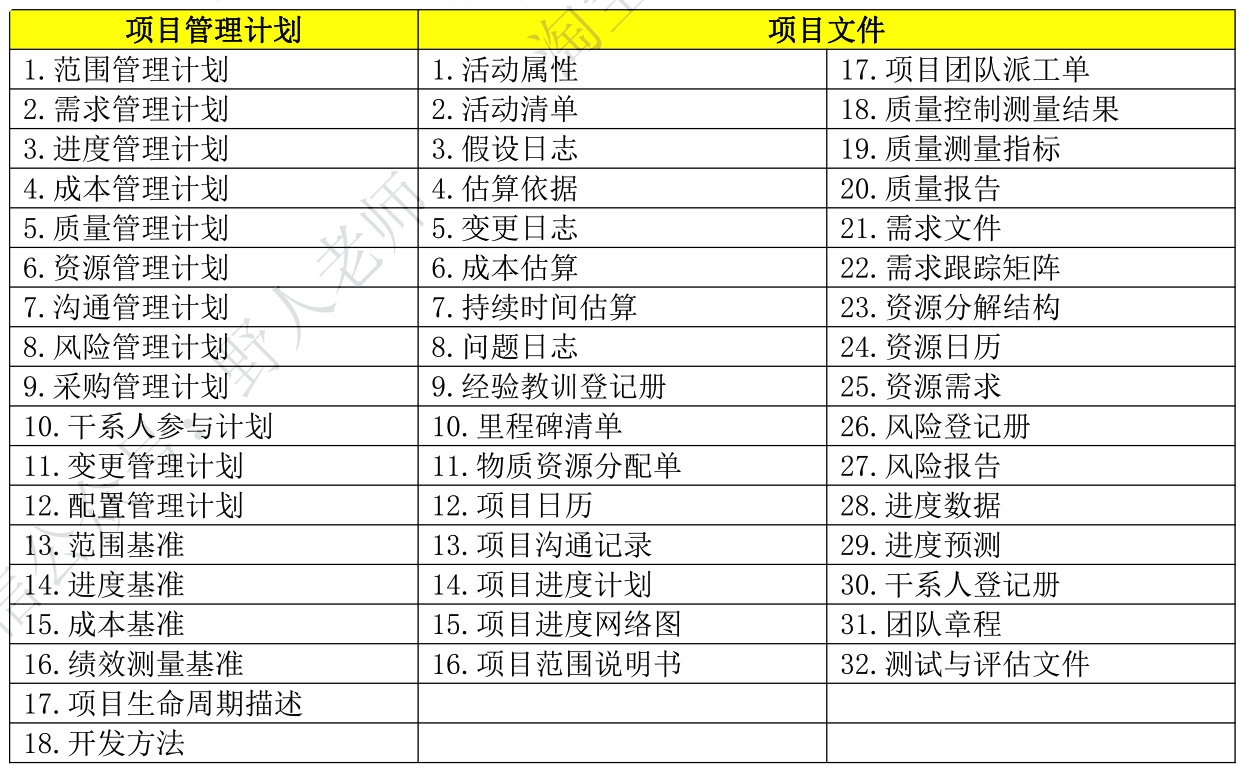 项目管理计划 项目文件
1.范围管理计划 1.活动属性 17.项目团队派工单
2.需求管理计划 2.活动清单 18.质量控制测量结果
3.进度管理计划 3.假设日志 19.质量测量指标
4.成本管理计划 4.估算依据 20.质量报告
5.质量管理计划 5.变更日志 21.需求文件
6.资源管理计划 6.成本估算 22.需求跟踪矩阵
7.沟通管理计划 7.持续时间估算 23.资源分解结构
8.风险管理计划 8.问题日志 24.资源日历
9.采购管理计划 9.经验教训登记册 25.资源需求
10.干系人参与计划 10.里程碑清单 26.风险登记册
11.变更管理计划 11.物质资源分配单 27.风险报告
12.配置管理计划 12.项目日历 28.进度数据
13.范围基准 13.项目沟通记录 29.进度预测
14.进度基准 14.项目进度计划 30.干系人登记册
15.成本基准 15.项目进度网络图 31.团队章程
16.绩效测量基准 16.项目范围说明书 32.测试与评估文件
17.项目生命周期描述
18.开发方法
信公众号：野人老师
淘宝